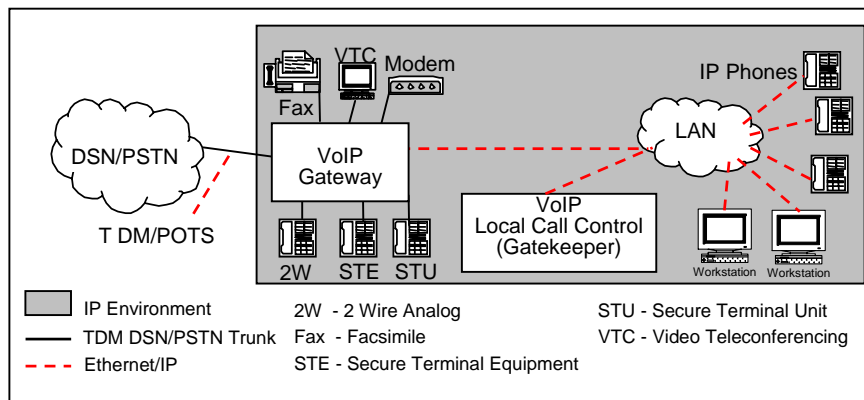 VTC
Modem
IP Phones
Fax
LAN
DSN/PSTN
VoIP
Gateway
T DM/POTS
VoIP
Local Call Control
(Gatekeeper)
2W
STE
STU
Workstation
Workstation
IP Environment
TDM DSN/PSTN Trunk
Ethernet/IP
2W - 2 Wire Analog
Fax - Facsimile
STE - Secure Terminal Equipment
STU - Secure Terminal Unit
VTC - Video Teleconferencing